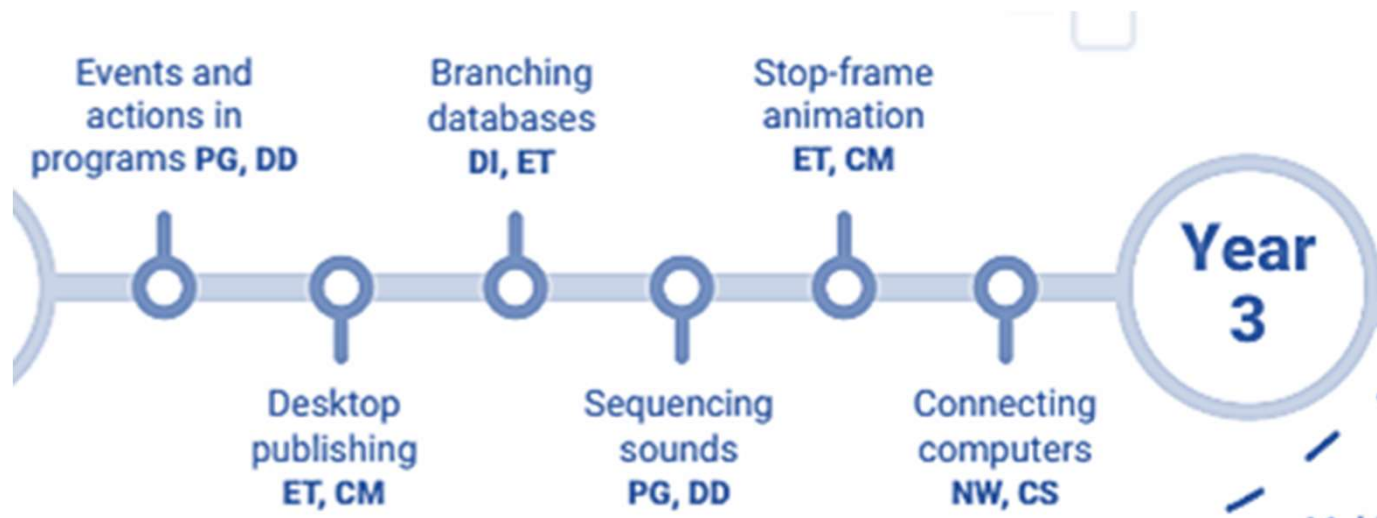 Events and
actions in
programs PG, DD
Branching
databases
DI, ET
Stop-frame
animation
ET, CM
Year
3
Desktop
publishing
ET, CM
Sequencing
sounds
PG, DD
Connecting
computers
NW, CS